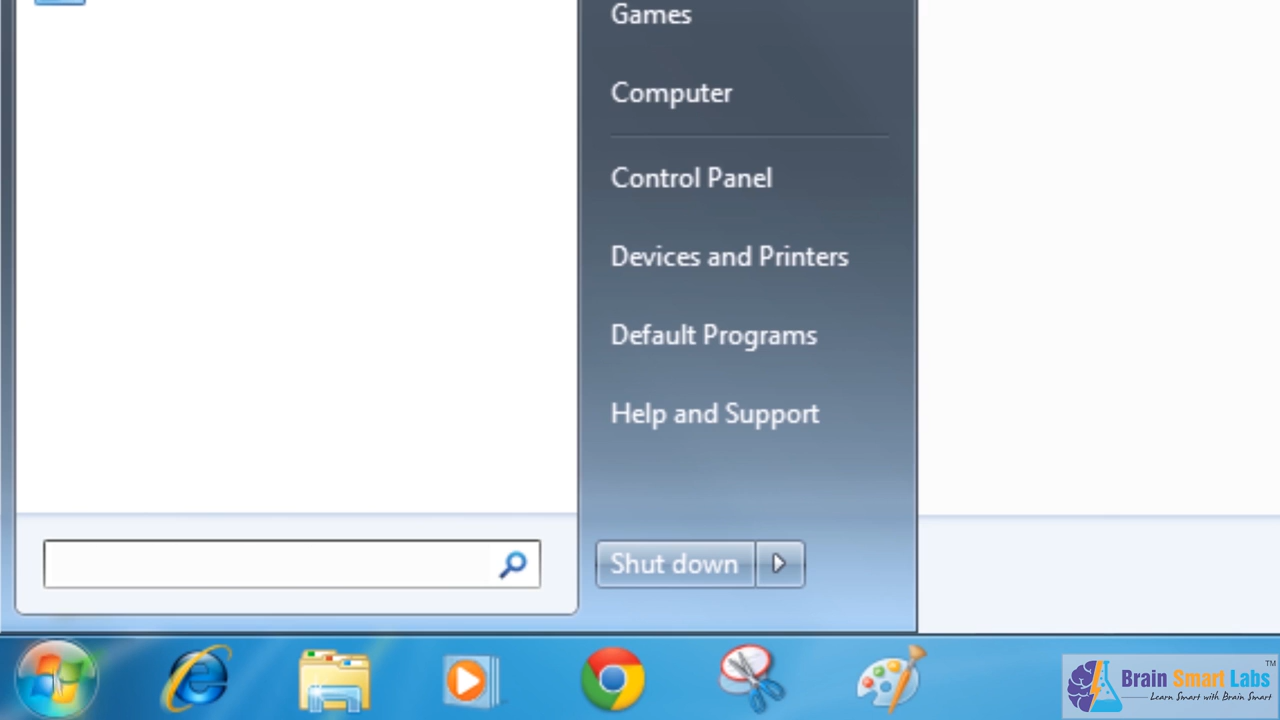 Games
Computer
Control Panel
Devices and Printers
Default Programs
Help and Support
Shut down
Brain Smart Labs™
Learn Smart with Brain Smart